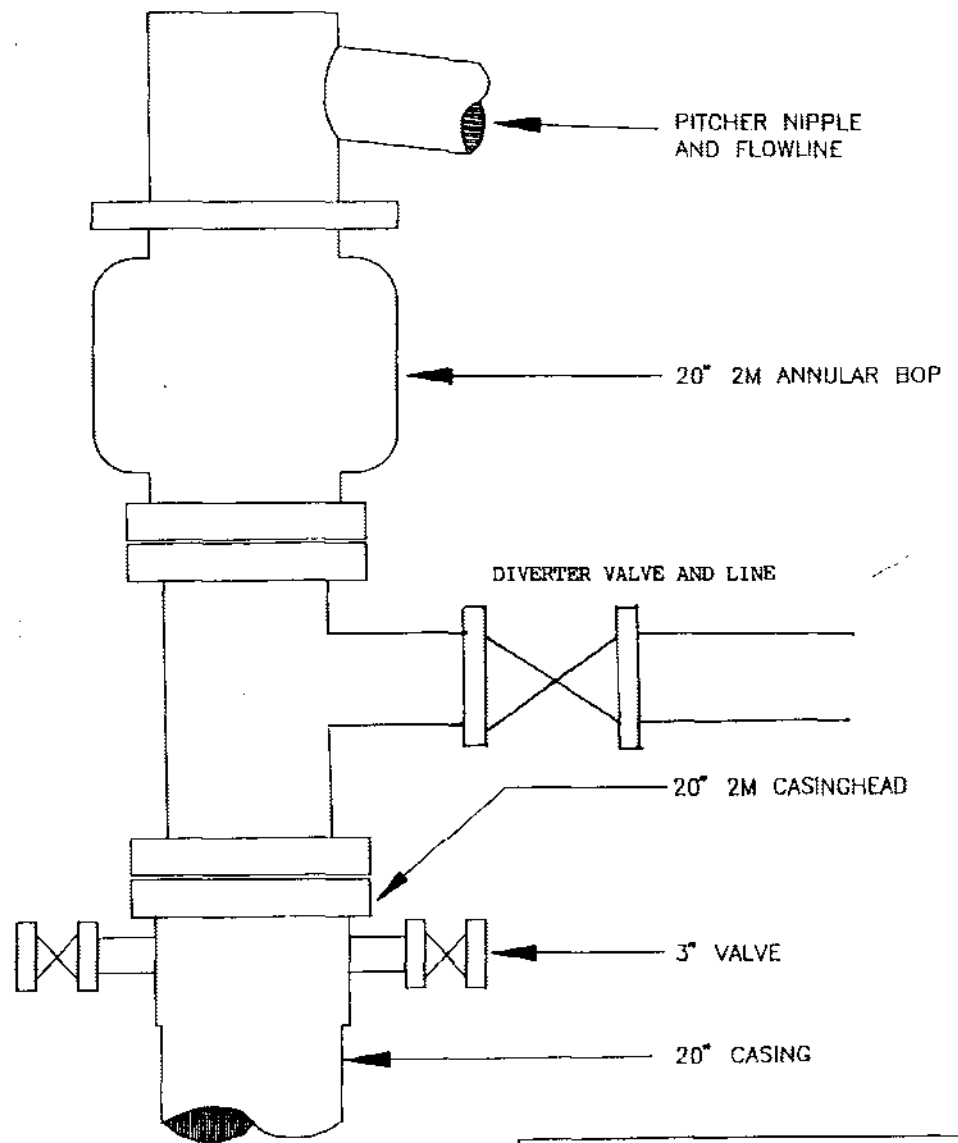 PITCHER NIPPLE
AND FLOWLINE
20" 2M ANNULAR BOP
DIVERTER VALVE AND LINE
20" 2M CASINGHEAD
3" VALVE
20" CASING